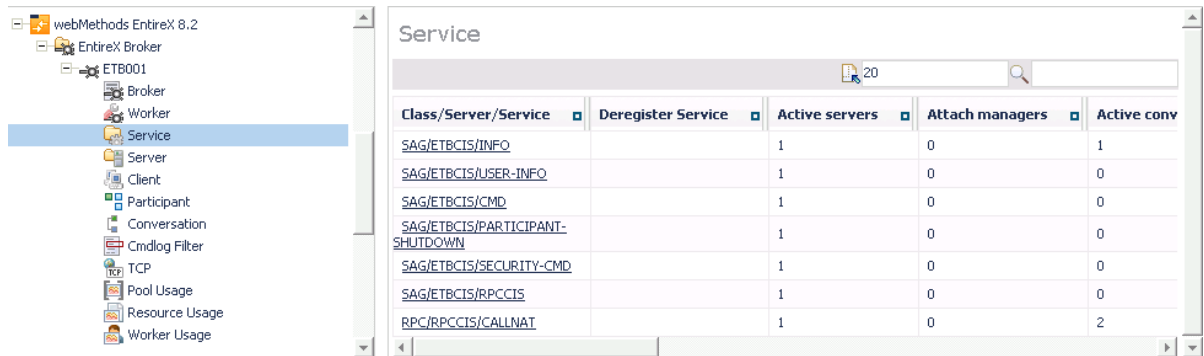 webMethods EntireX 8.2
EntireX Broker
ETB001
Broker
Worker
Service
Server
Client
Participant
Conversation
Cmdlog Filter
TCP
TCP
Pool Usage
Resource Usage
Worker Usage
Service
20
Class/Server/Service Deregister Service Active servers Attach managers Active conv
SAG/ETBCIS/INFO 1 0 1
SAG/ETBCIS/USER-INFO 1 0 0
SAG/ETBCIS/CMD 1 0 0
SAG/ETBCIS/PARTICIPANT-
SHUTDOWN 1 0 0
SAG/ETBCIS/SECURITY-CMD 1 0 0
SAG/ETBCIS/RPCCIS 1 0 0
RPC/RPCCIS/CALLNAT 1 0 2